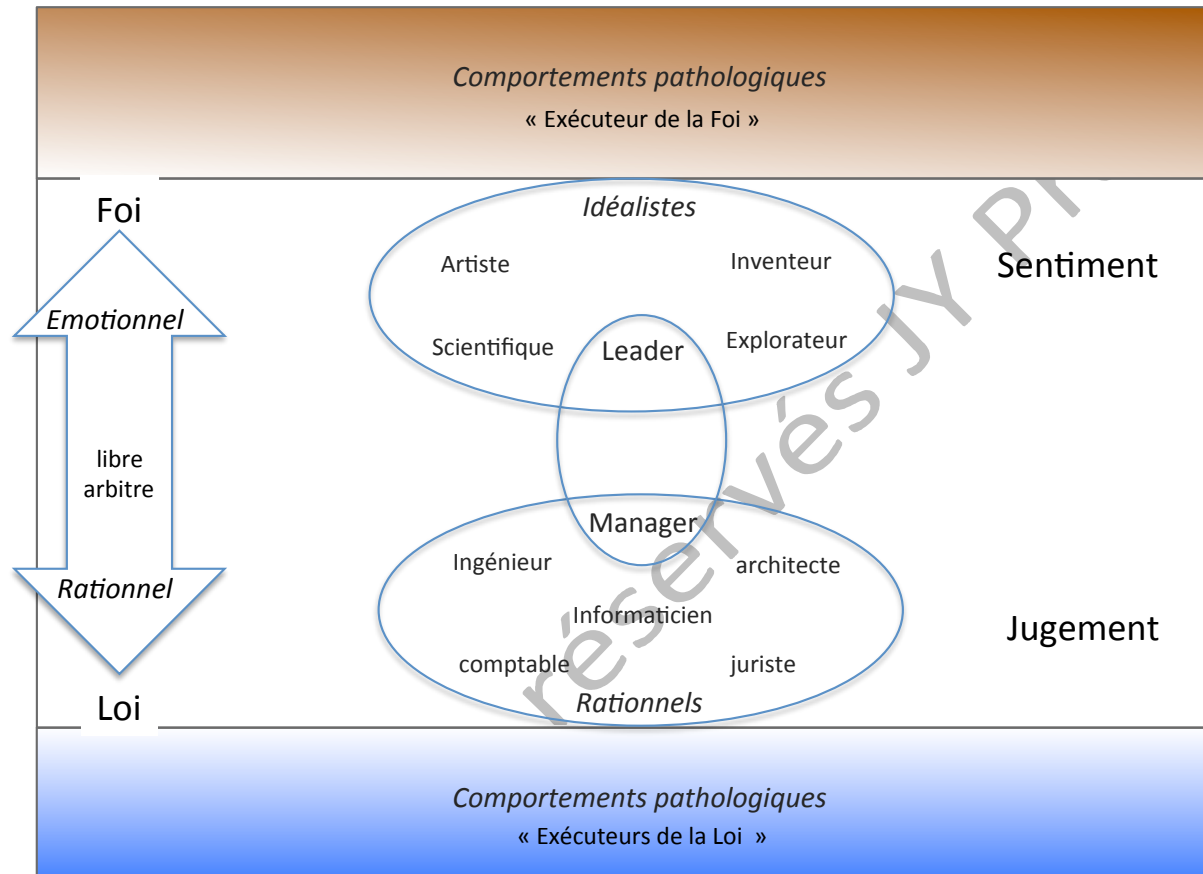 Comportements pathologiques
« Exécuteur de la Foi »
Foi
Emotionnel
libre
arbitre
Rationnel
Loi
Idéalistes
Artiste
Inventeur
Scientifique
Leader
Explorateur
Manager
Ingénieur
architecte
Informaticien
comptable
juriste
Rationnels
Sentiment
Jugement
réservés JY
Comportements pathologiques
« Exécuteurs de la Loi »